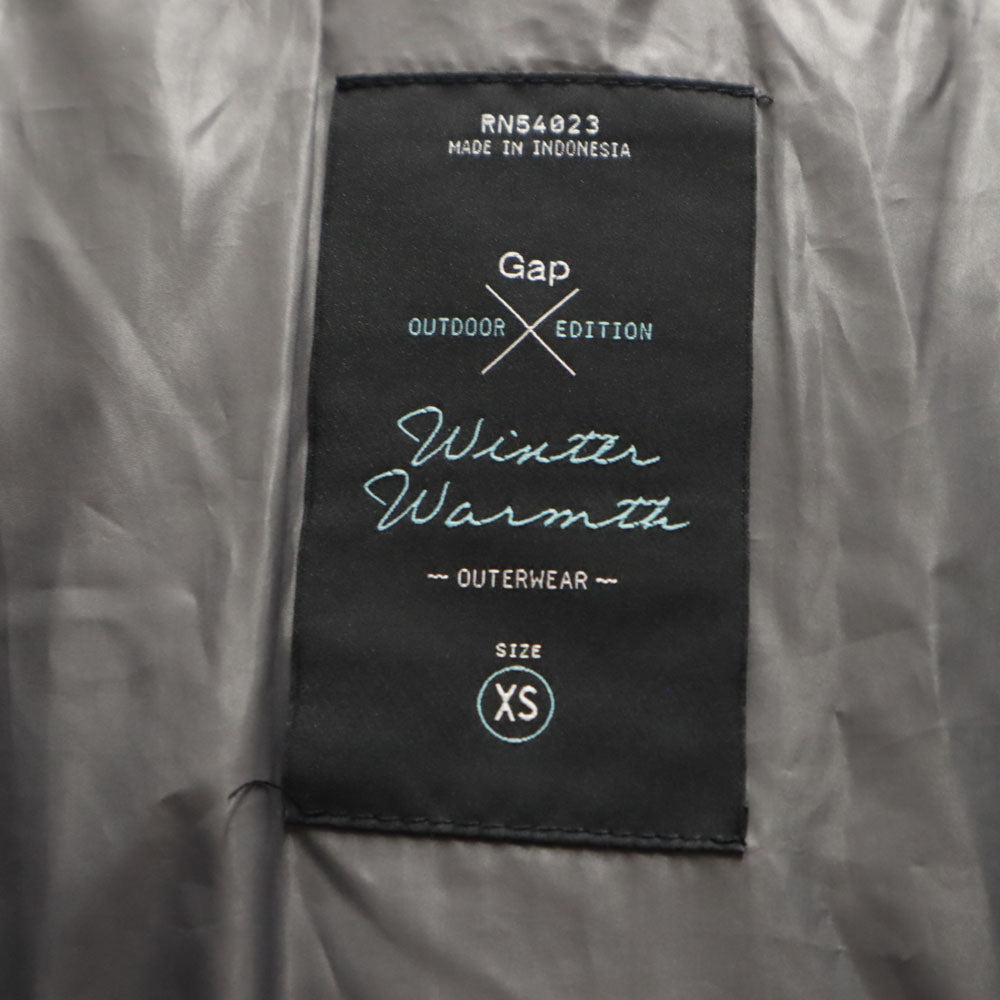 RN54023
MADE IN INDONESIA
Gap
OUTDOOR EDITION
Winter
Warmth
~ OUTERWEAR ~
SIZE
XS